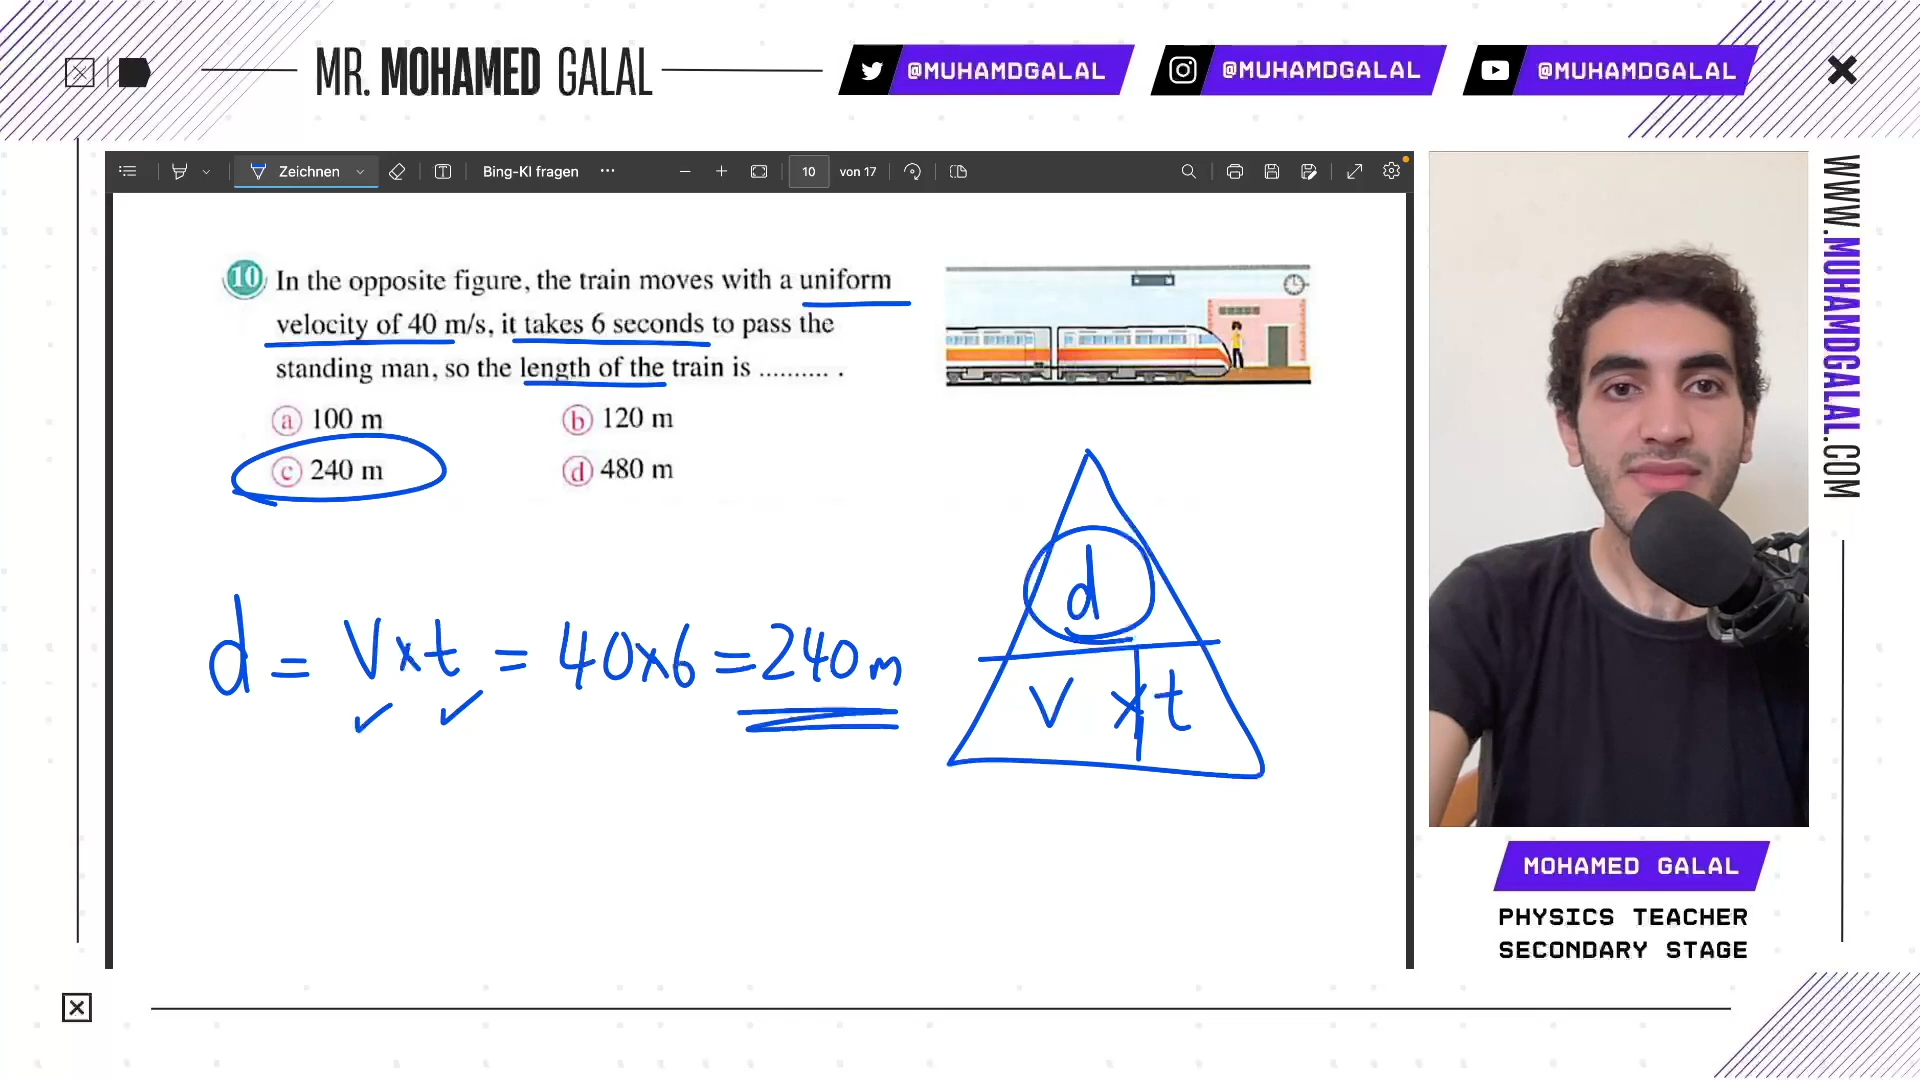 MR. MOHAMED GALAL
@MUHAMDGALAL
@MUHAMDGALAL
@MUHAMDGALAL
Zeichnen
Bing-KI fragen
10 von 17
10 In the opposite figure, the train moves with a uniform
velocity of 40 m/s, it takes 6 seconds to pass the
standing man, so the length of the train is .......... .
a 100 m
b 120 m
c 240 m
d 480 m
d = V×t = 40×6 = 240 m
d
V × t
WWW.MUHAMDGALAL.COM
MOHAMED GALAL
PHYSICS TEACHER
SECONDARY STAGE